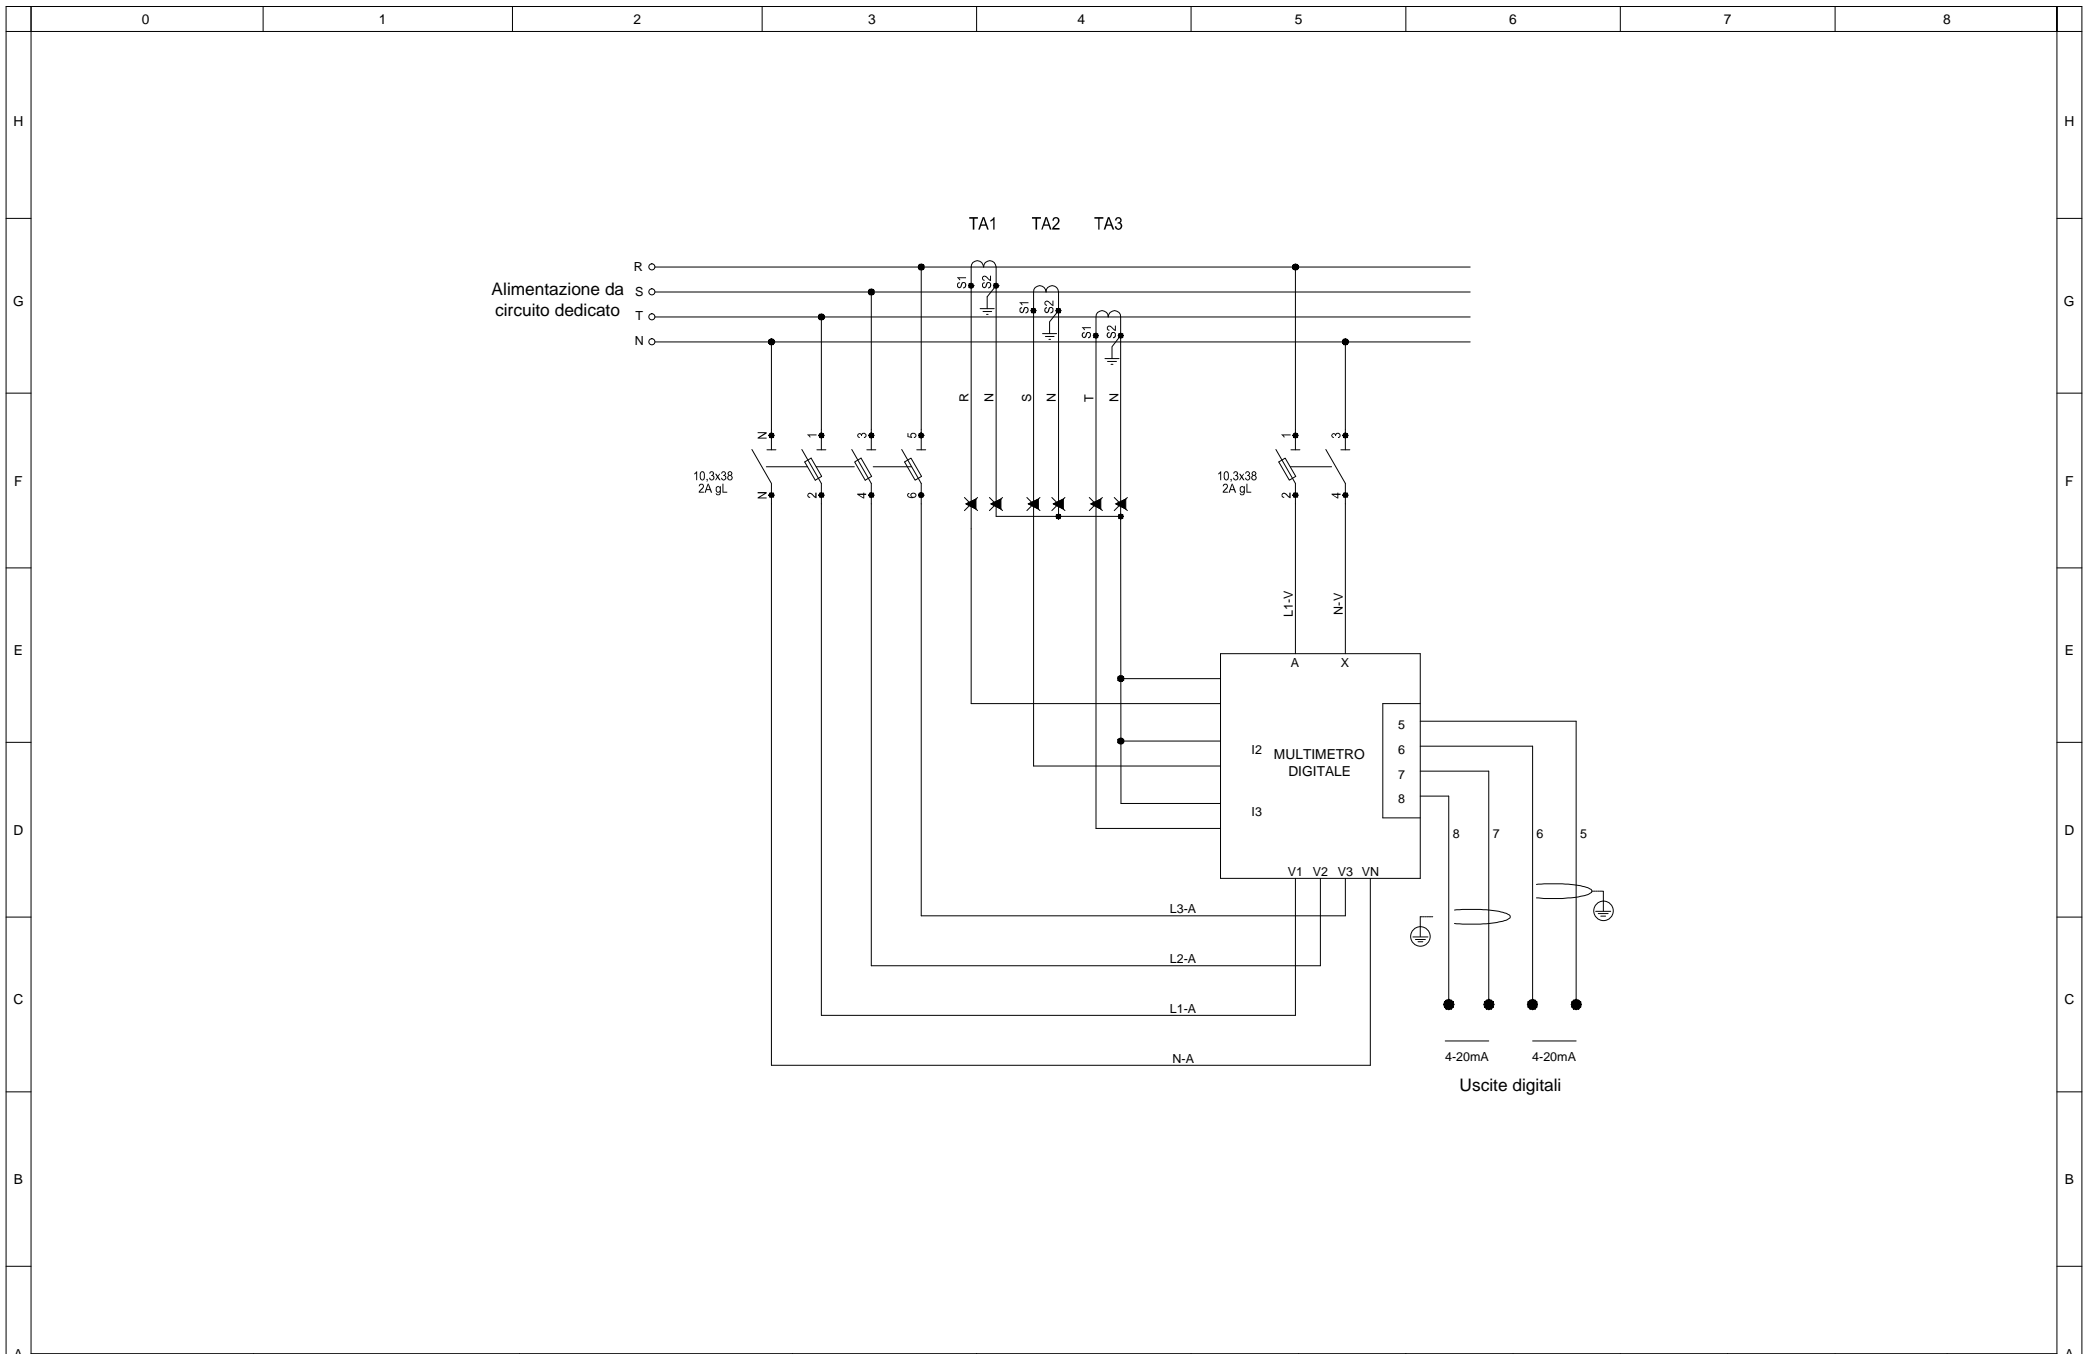 0 1 2 3 4 5 6 7 8
H H
TA1 TA2 TA3
R
S1 S2
Alimentazione da
circuito dedicato
S
S1 S2
G G
T
S1 S2
N
R N S N T N
N 1 3 5 1 3
10,3x38
2A gL
10,3x38
2A gL
F F
N 2 4 6 2 4
L1-V N-V
E E
A X
5
I2 MULTIMETRO
DIGITALE
6
7
8
I3
D D
8 7 6 5
V1 V2 V3 VN
L3-A
L2-A
C C
L1-A
N-A
4-20mA 4-20mA
Uscite digitali
B B
A A